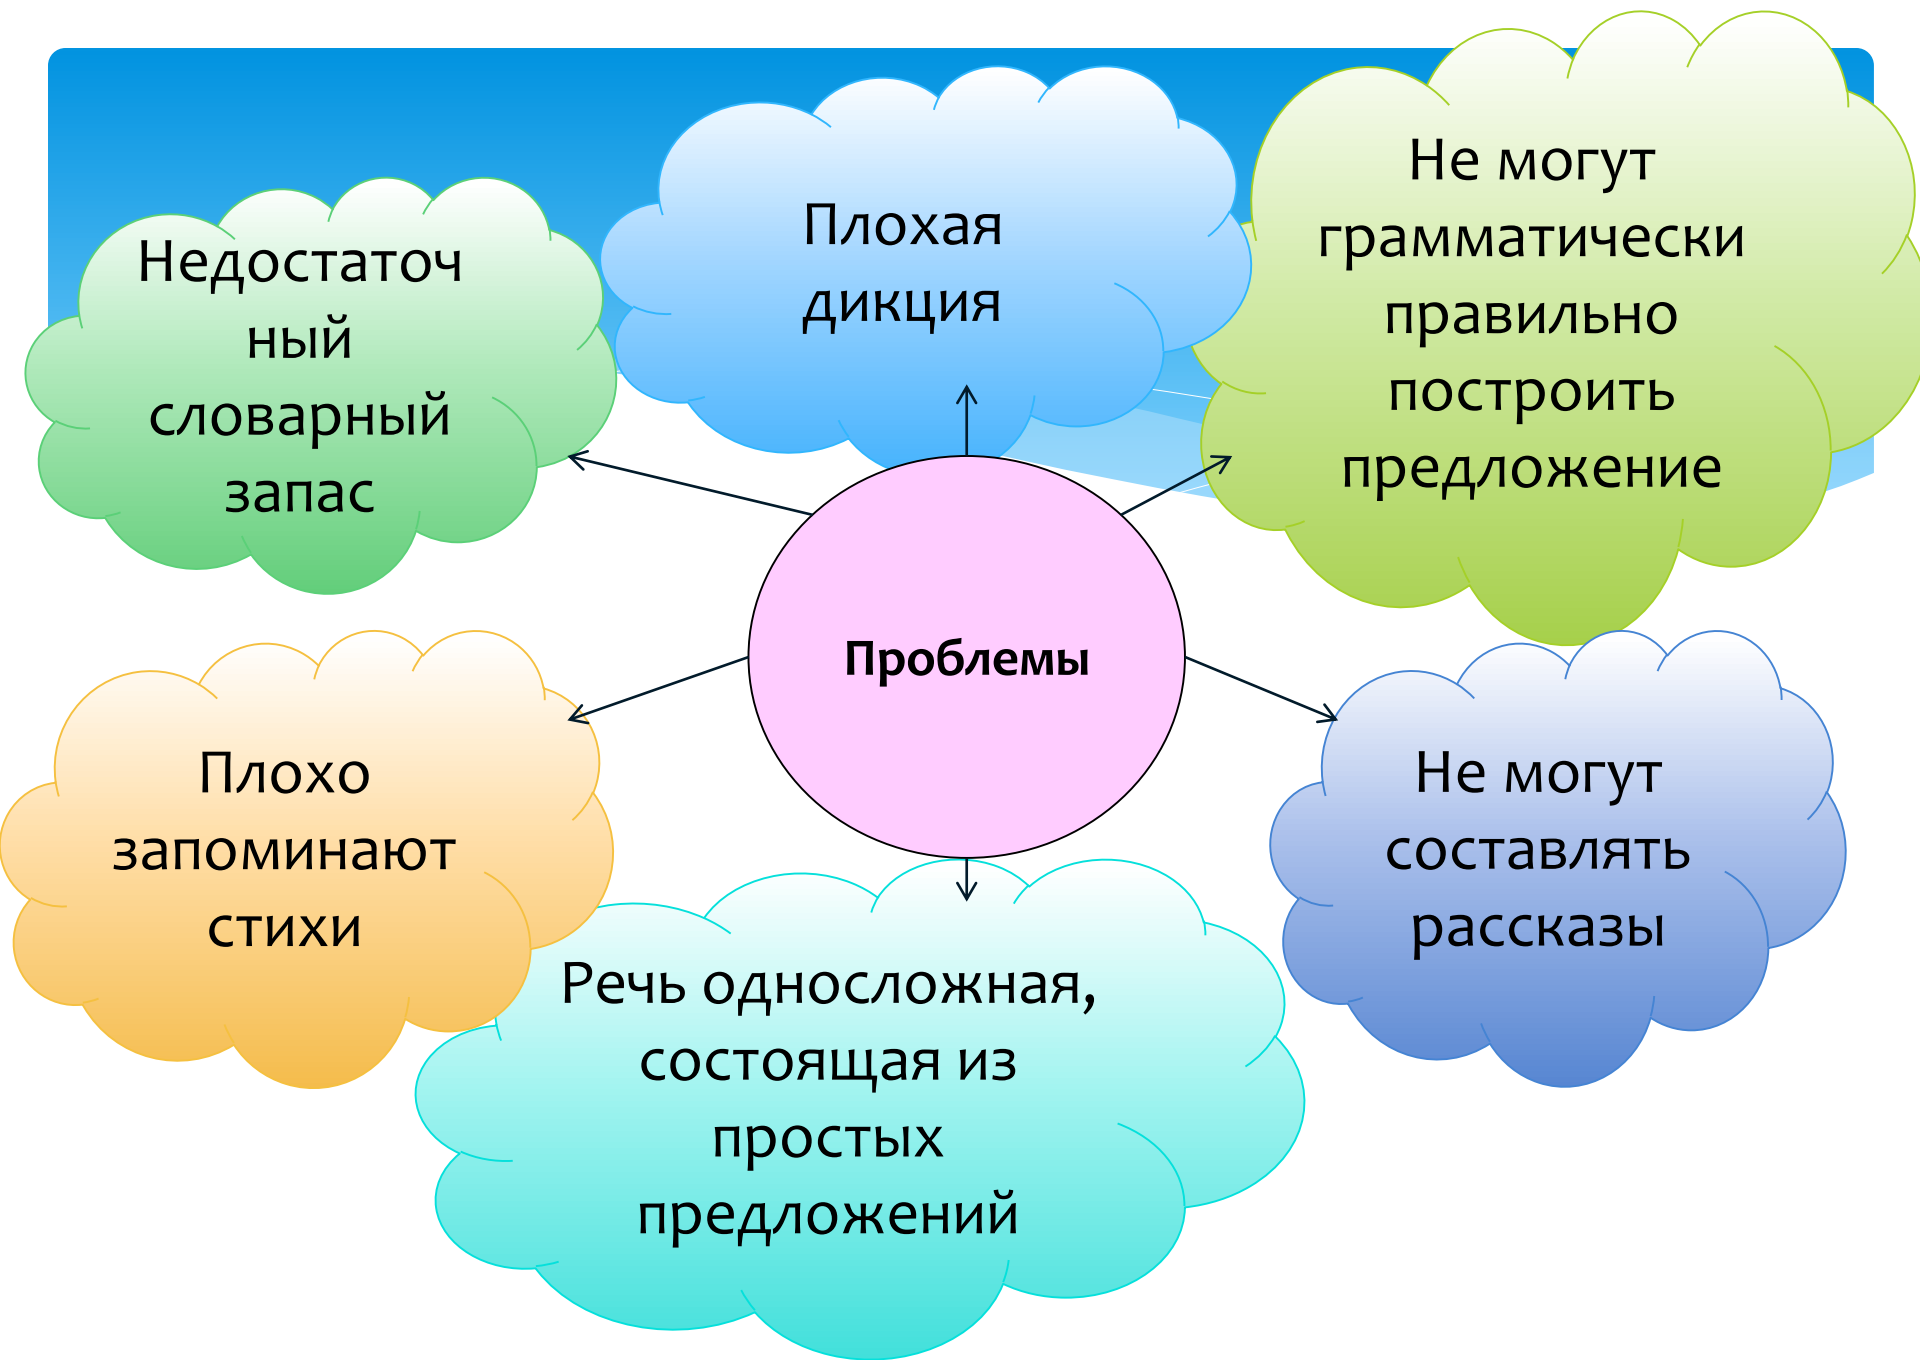 Недостаточ
ный
словарный
запас
Плохая
дикция
Не могут
грамматически
правильно
построить
предложение
Проблемы
Плохо
запоминают
стихи
Не могут
составлять
рассказы
Речь односложная,
состоящая из
простых
предложений